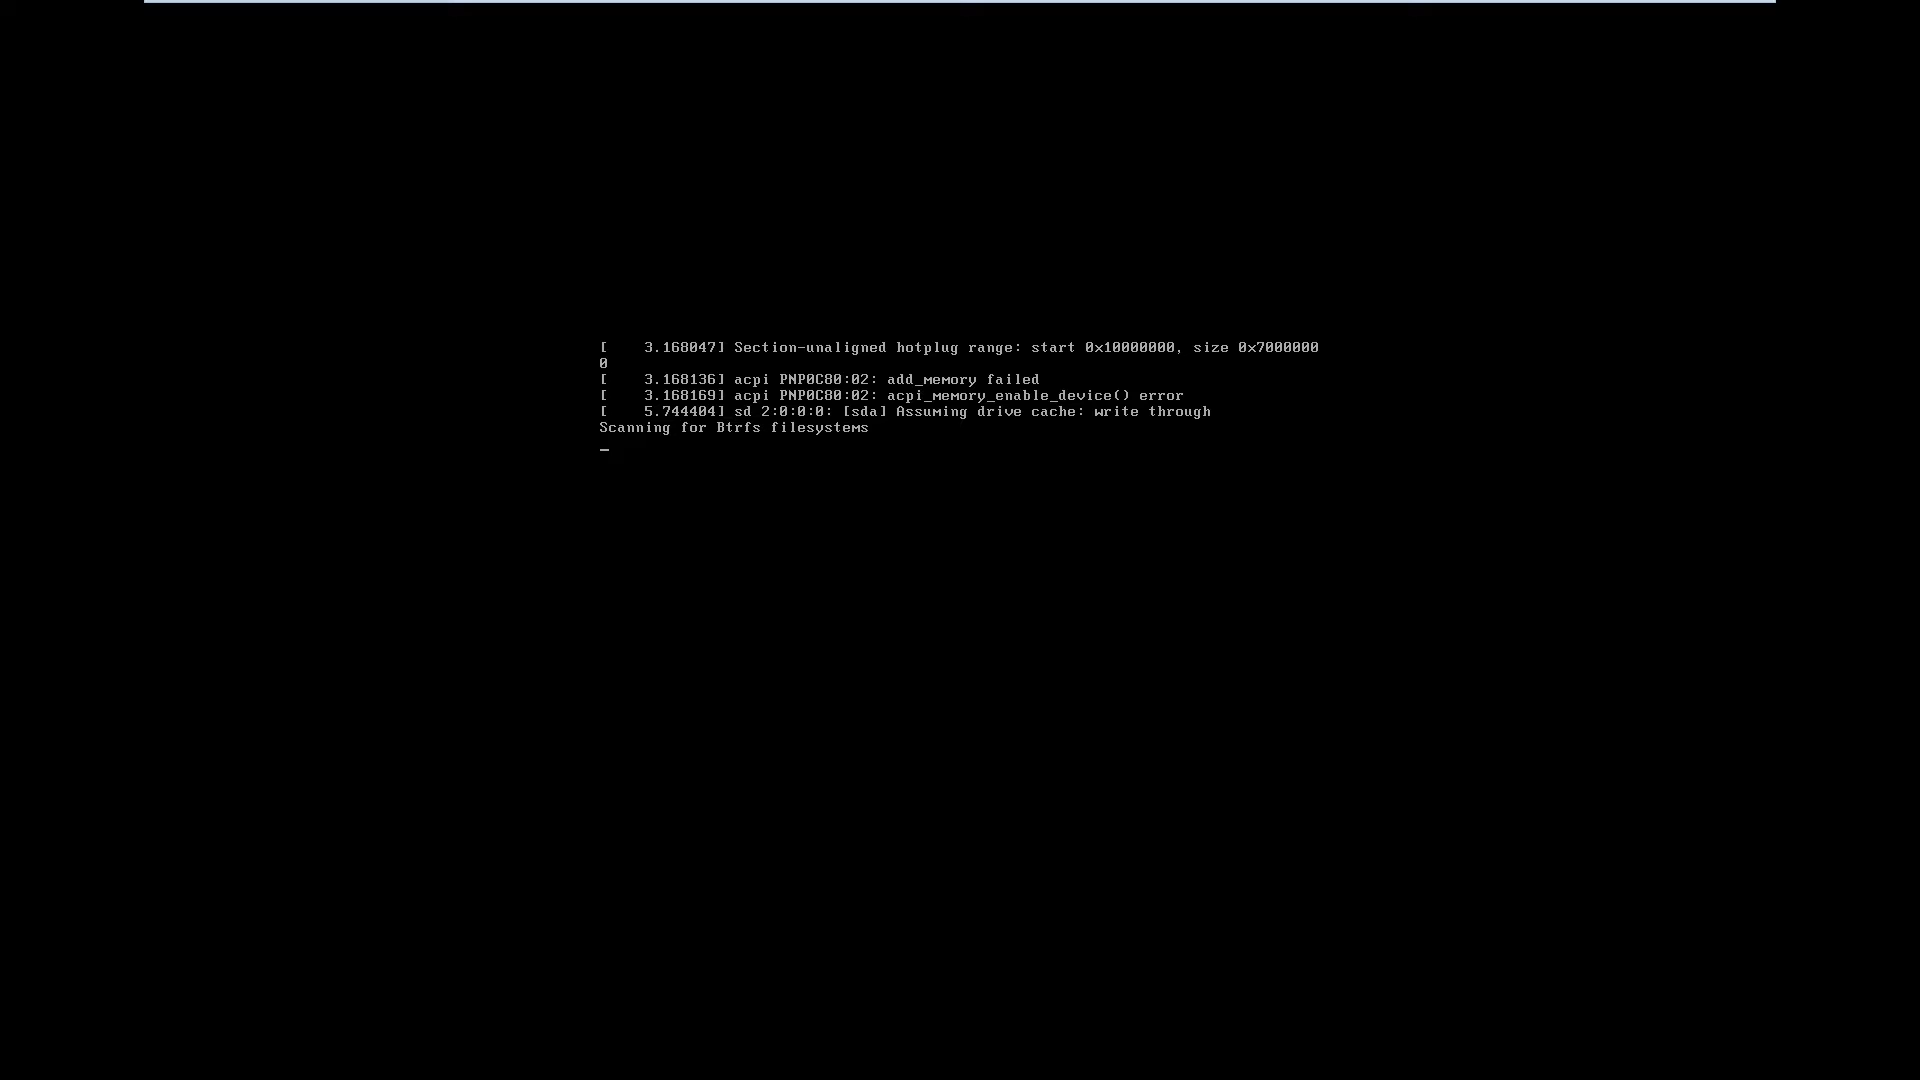 [    3.168047] Section-unaligned hotplug range: start 0x10000000, size 0x7000000
0
[    3.168136] acpi PNP0C80:02: add_memory failed
[    3.168169] acpi PNP0C80:02: acpi_memory_enable_device() error
[    5.744404] sd 2:0:0:0: [sda] Assuming drive cache: write through
Scanning for Btrfs filesystems
_